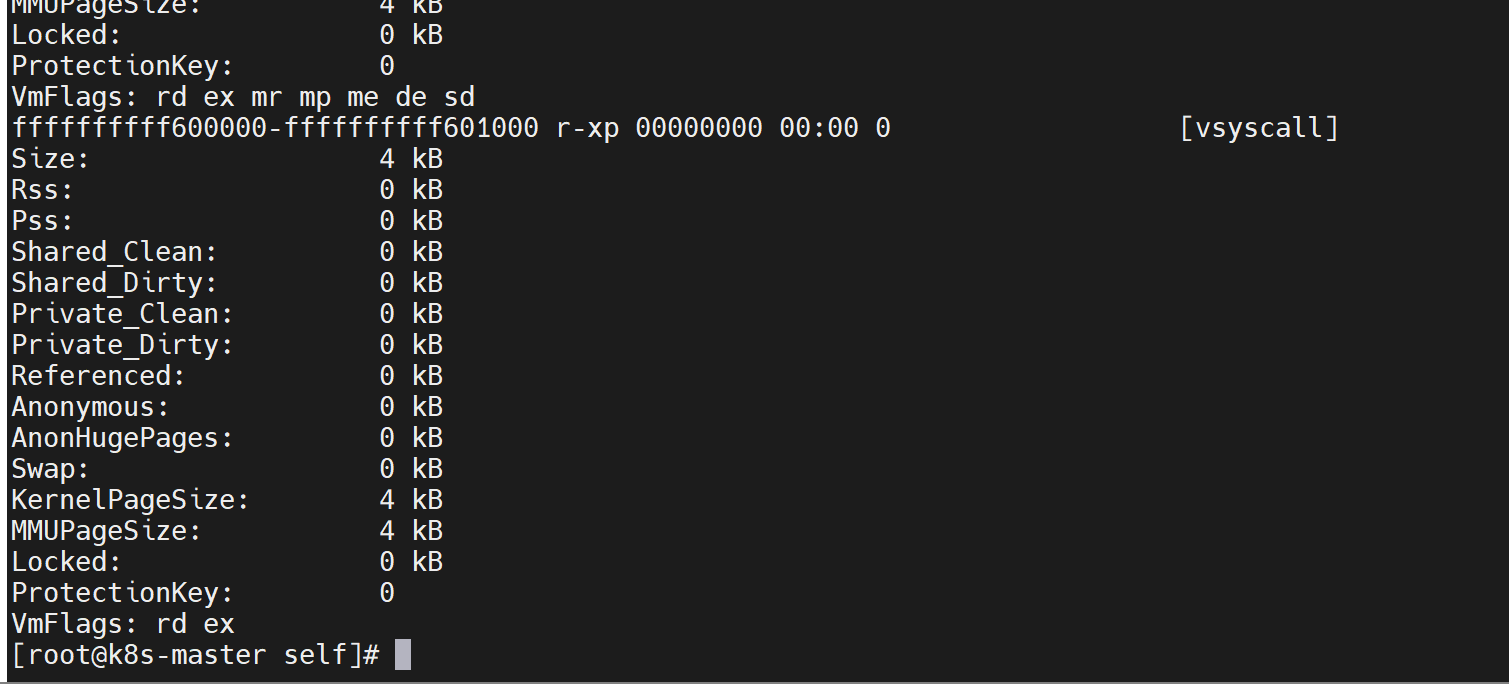 MMUPageSize:           4 kB
Locked:                0 kB
ProtectionKey:         0
VmFlags: rd ex mr mp me de sd
ffffffffff600000-ffffffffff601000 r-xp 00000000 00:00 0                  [vsyscall]
Size:                  4 kB
Rss:                   0 kB
Pss:                   0 kB
Shared_Clean:          0 kB
Shared_Dirty:          0 kB
Private_Clean:         0 kB
Private_Dirty:         0 kB
Referenced:            0 kB
Anonymous:             0 kB
AnonHugePages:         0 kB
Swap:                  0 kB
KernelPageSize:        4 kB
MMUPageSize:           4 kB
Locked:                0 kB
ProtectionKey:         0
VmFlags: rd ex
[root@k8s-master self]#